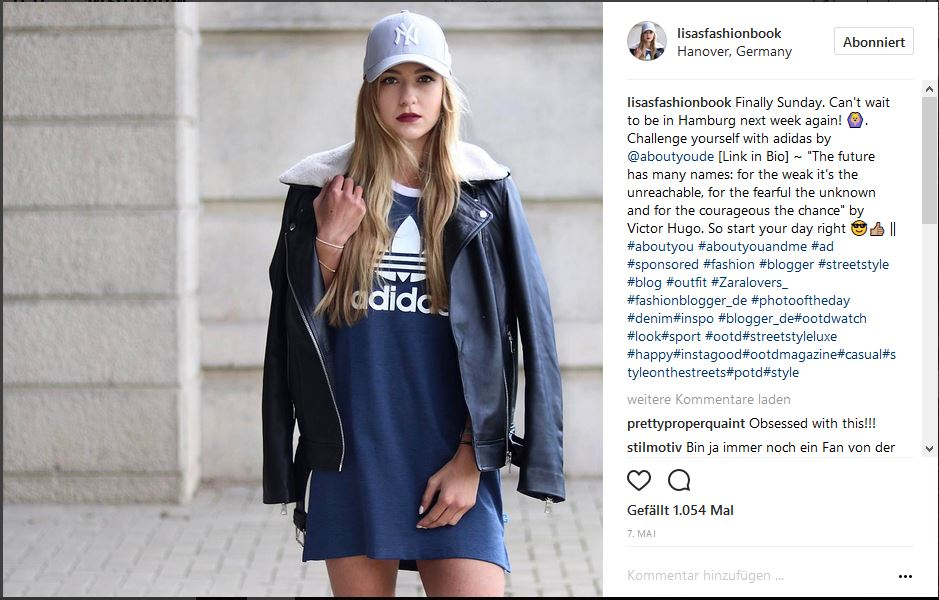 NY
adidas
lisasfashionbook
Hanover, Germany
Abonniert
lisasfashionbook Finally Sunday. Can't wait
to be in Hamburg next week again! 🙆🏼.
Challenge yourself with adidas by
@aboutyoude [Link in Bio] ~ "The future
has many names: for the weak it's the
unreachable, for the fearful the unknown
and for the courageous the chance" by
Victor Hugo. So start your day right 😎👍🏼 ||
#aboutyou #aboutyouandme #ad
#sponsored #fashion #blogger #streetstyle
#blog #outfit #Zaralovers_
#fashionblogger_de #photooftheday
#denim#inspo #blogger_de#ootdwatch
#look#sport #ootd#streetstyleluxe
#happy#instagood#ootdmagazine#casual#s
tyleonthestreets#potd#style
weitere Kommentare laden
prettyproperquaint Obsessed with this!!!
stilmotiv Bin ja immer noch ein Fan von der
Gefällt 1.054 Mal
7. MAI
Kommentar hinzufügen ...